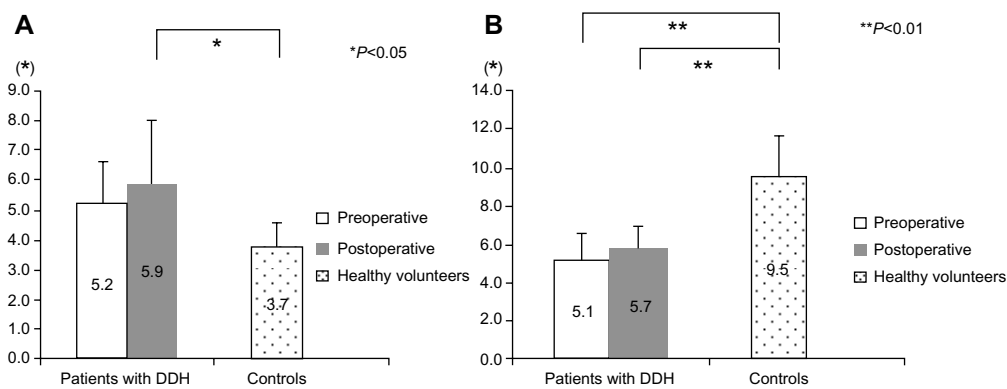 A
*
*P<0.05
(*)
9.0
8.0
7.0
6.0
5.0
4.0
3.0
2.0
1.0
0.0
5.2
5.9
3.7
Patients with DDH
Controls
Preoperative
Postoperative
Healthy volunteers
B
**
**
**P<0.01
(*)
14.0
12.0
10.0
8.0
6.0
4.0
2.0
0.0
5.1
5.7
9.5
Patients with DDH
Controls
Preoperative
Postoperative
Healthy volunteers